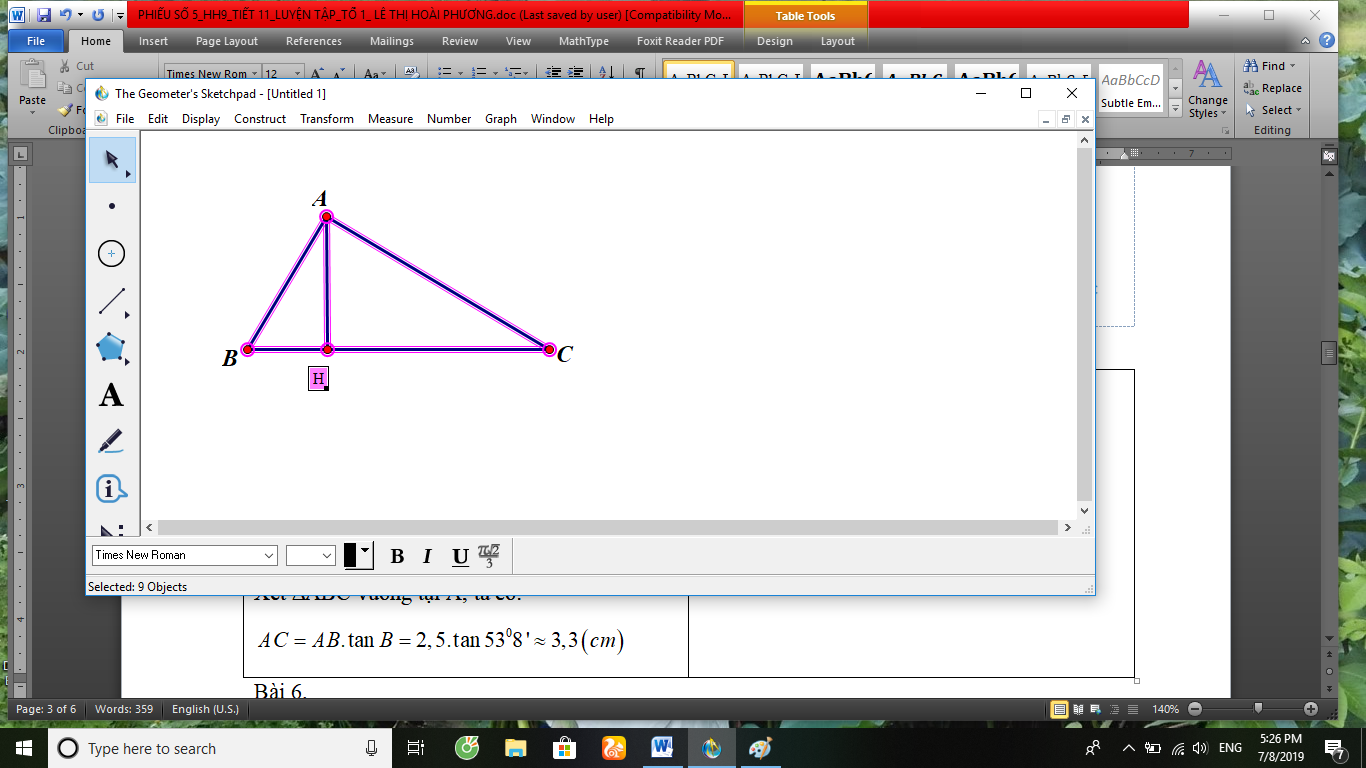 PHIẾU SỐ 5_HH9_TIẾT 11_LUYỆN TẬP_TỔ 1_ LÊ THỊ HOÀI PHƯƠNG.doc (Last saved by user) [Compatibility Mo...
Table Tools
File Home Insert Page Layout References Mailings Review View MathType Foxit Reader PDF Design Layout
Paste
Cut
Times New Rom 12
Subtle Em...
Change Styles
Find
Replace
Select
Editing
The Geometer's Sketchpad - [Untitled 1]
File Edit Display Construct Transform Measure Number Graph Window Help
A
B
C
H
A
Times New Roman
B I U
Selected: 9 Objects
AC = AB.tan B = 2,5.tan 53⁰8' ≈ 3,3(cm)
Bài 6.
Page: 3 of 6 Words: 359 English (U.S.) 140%
Type here to search
ENG
5:26 PM
7/8/2019
7